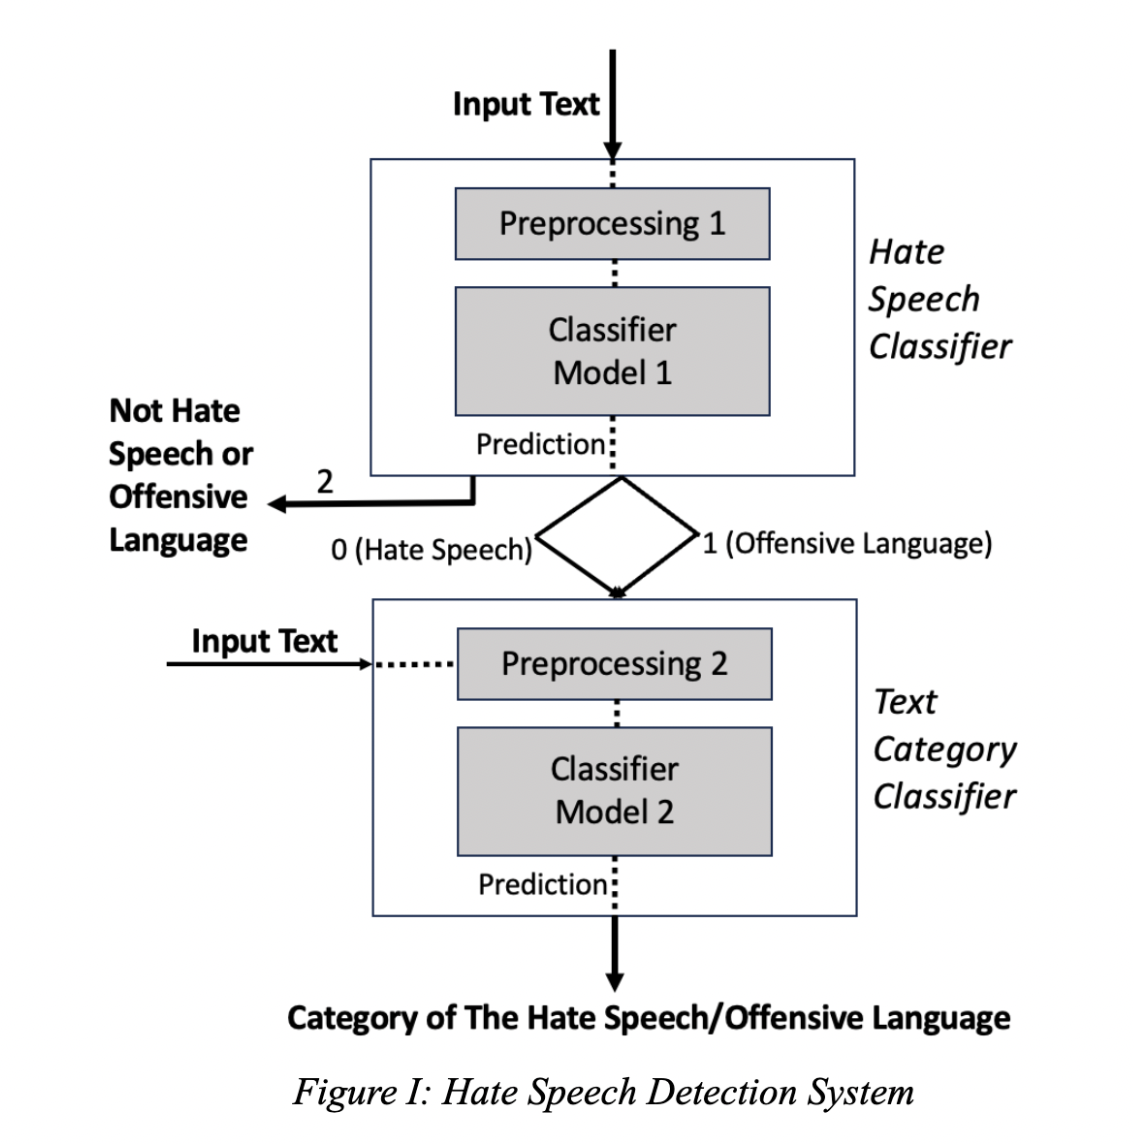 Input Text
Preprocessing 1
Classifier
Model 1
Prediction
Hate
Speech
Classifier
Not Hate
Speech or
Offensive
Language
2
0 (Hate Speech)
1 (Offensive Language)
Input Text
Preprocessing 2
Classifier
Model 2
Prediction
Text
Category
Classifier
Category of The Hate Speech/Offensive Language
Figure I: Hate Speech Detection System